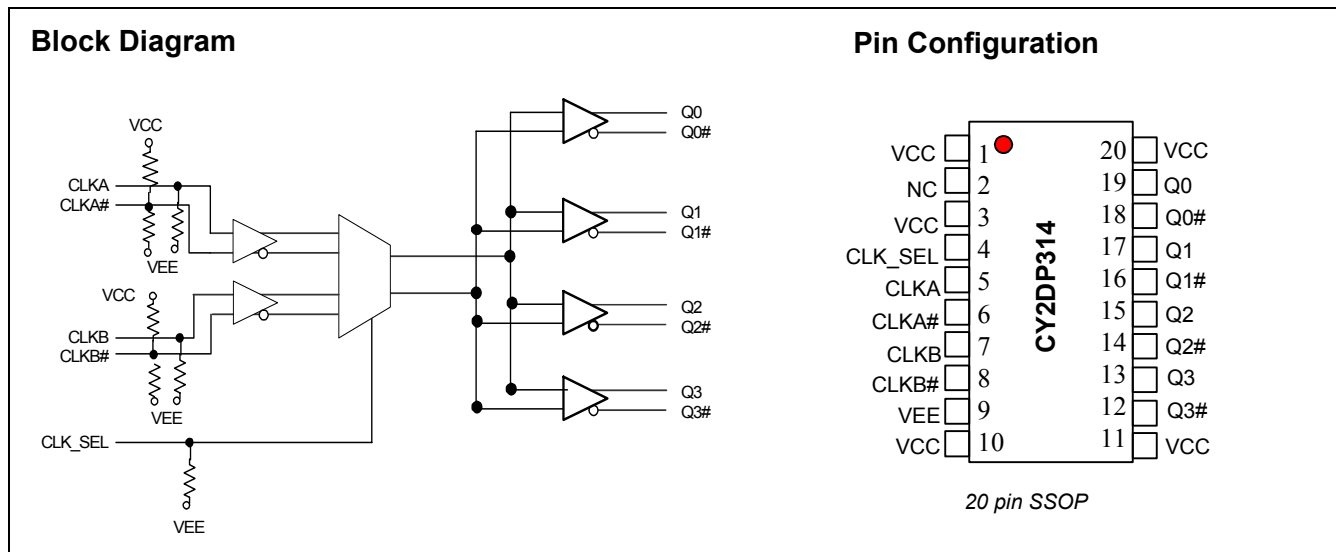 Block Diagram
VCC
CLKA
CLKA#
VEE
VCC
CLKB
CLKB#
VEE
CLK_SEL
VEE
Q0
Q0#
Q1
Q1#
Q2
Q2#
Q3
Q3#
Pin Configuration
VCC 1 20 VCC
NC 2 19 Q0
VCC 3 18 Q0#
CLK_SEL 4 17 Q1
CLKA 5 16 Q1#
CLKA# 6 15 Q2
CLKB 7 14 Q2#
CLKB# 8 13 Q3
VEE 9 12 Q3#
VCC 10 11 VCC
CY2DP314
20 pin SSOP